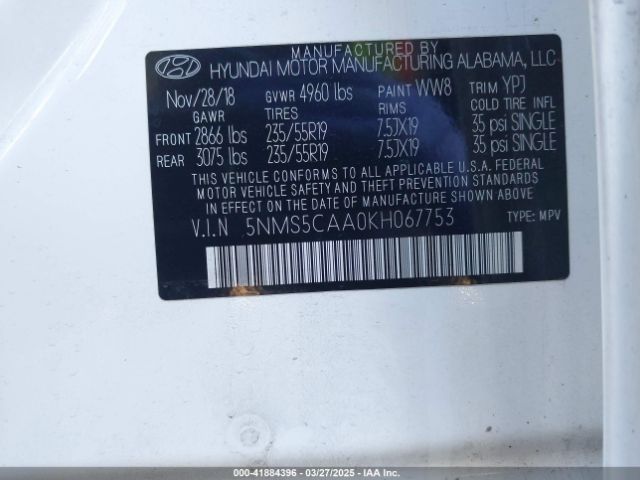 MANUFACTURED BY
HYUNDAI MOTOR MANUFACTURING ALABAMA, LLC
Nov/28/18 GVWR 4960 lbs PAINT WW8 TRIM YPJ
GAWR TIRES RIMS COLD TIRE INFL
FRONT 2866 lbs 235/55R19 7.5JX19 35 psi SINGLE
REAR 3075 lbs 235/55R19 7.5JX19 35 psi SINGLE
THIS VEHICLE CONFORMS TO ALL APPLICABLE U.S.A. FEDERAL
MOTOR VEHICLE SAFETY AND THEFT PREVENTION STANDARDS
IN EFFECT ON THE DATE OF MANUFACTURE SHOWN ABOVE.
V.I.N 5NMS5CAA0KH067753 TYPE: MPV
000-41884396 - 03/27/2025 - IAA Inc.